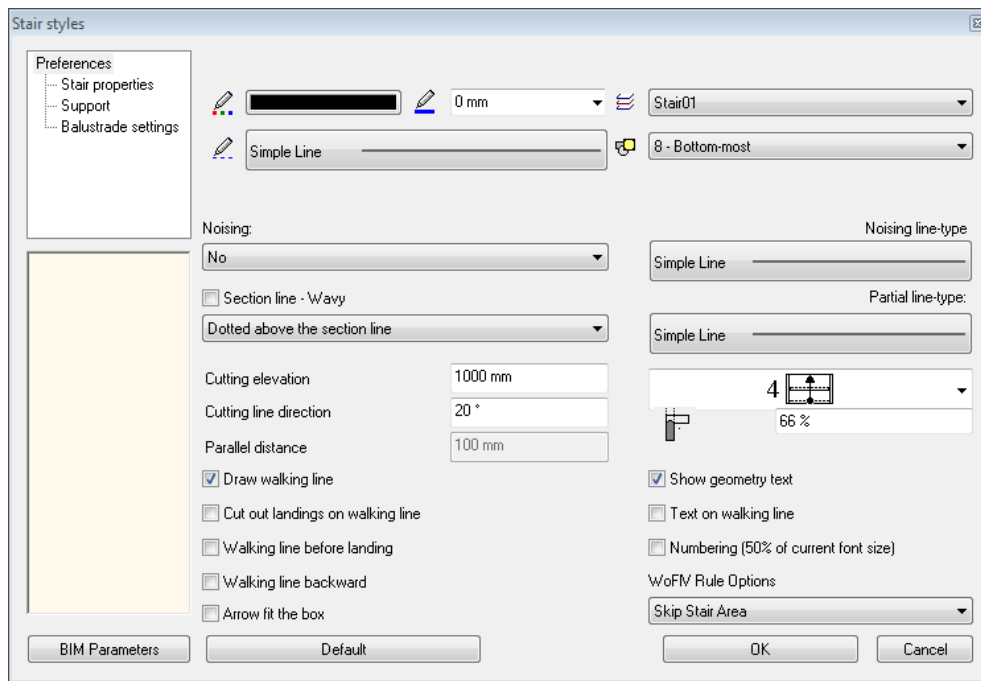 Stair styles
Preferences
Stair properties
Support
Balustrade settings
0 mm
Stair01
Simple Line
8 - Bottom-most
Noising:
Noising line-type
No
Simple Line
Section line - Wavy
Partial line-type:
Dotted above the section line
Simple Line
Cutting elevation
1000 mm
4
Cutting line direction
20 °
66 %
Parallel distance
100 mm
Draw walking line
Show geometry text
Cut out landings on walking line
Text on walking line
Walking line before landing
Numbering (50% of current font size)
Walking line backward
WoFIV Rule Options
Arrow fit the box
Skip Stair Area
BIM Parameters
Default
OK
Cancel